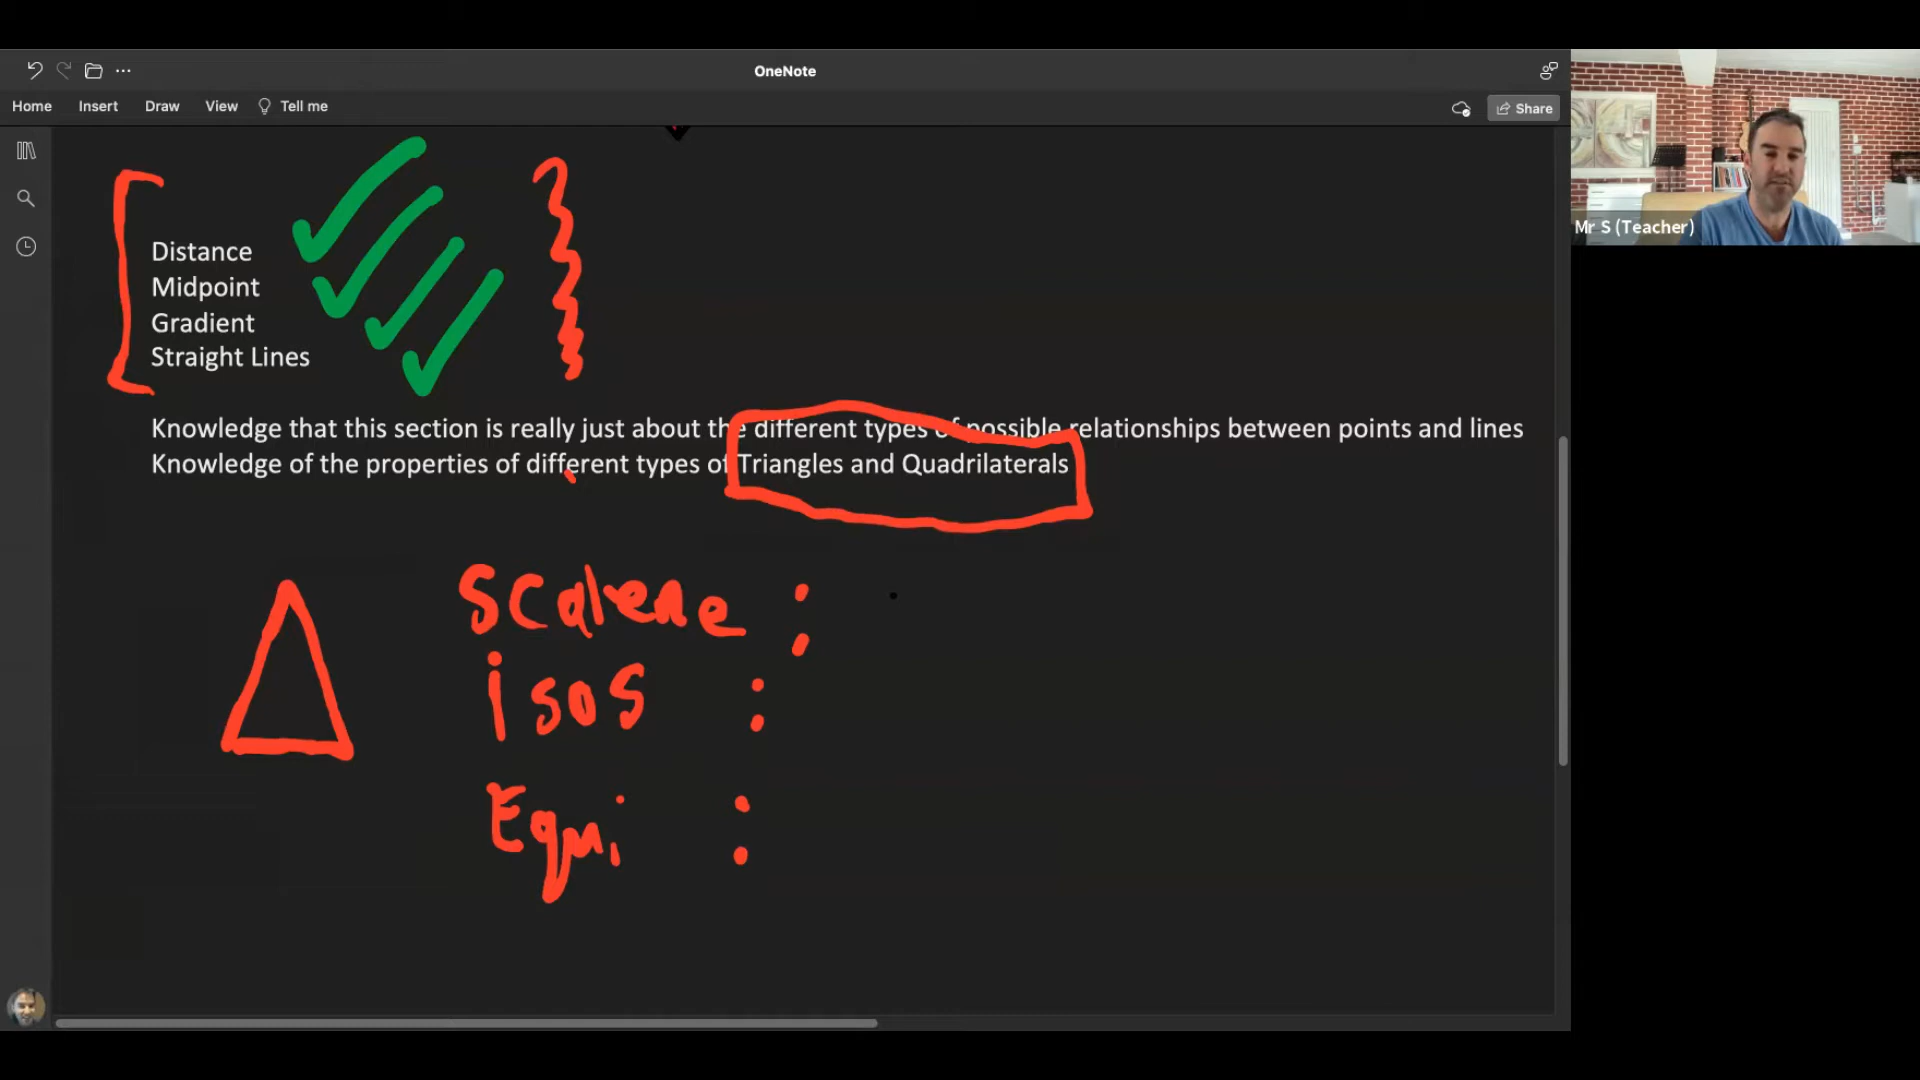 OneNote
Home Insert Draw View Tell me Share
Mr S (Teacher)
Distance
Midpoint
Gradient
Straight Lines
Knowledge that this section is really just about the different types of possible relationships between points and lines
Knowledge of the properties of different types of Triangles and Quadrilaterals
Scalene :
isos :
Equi :